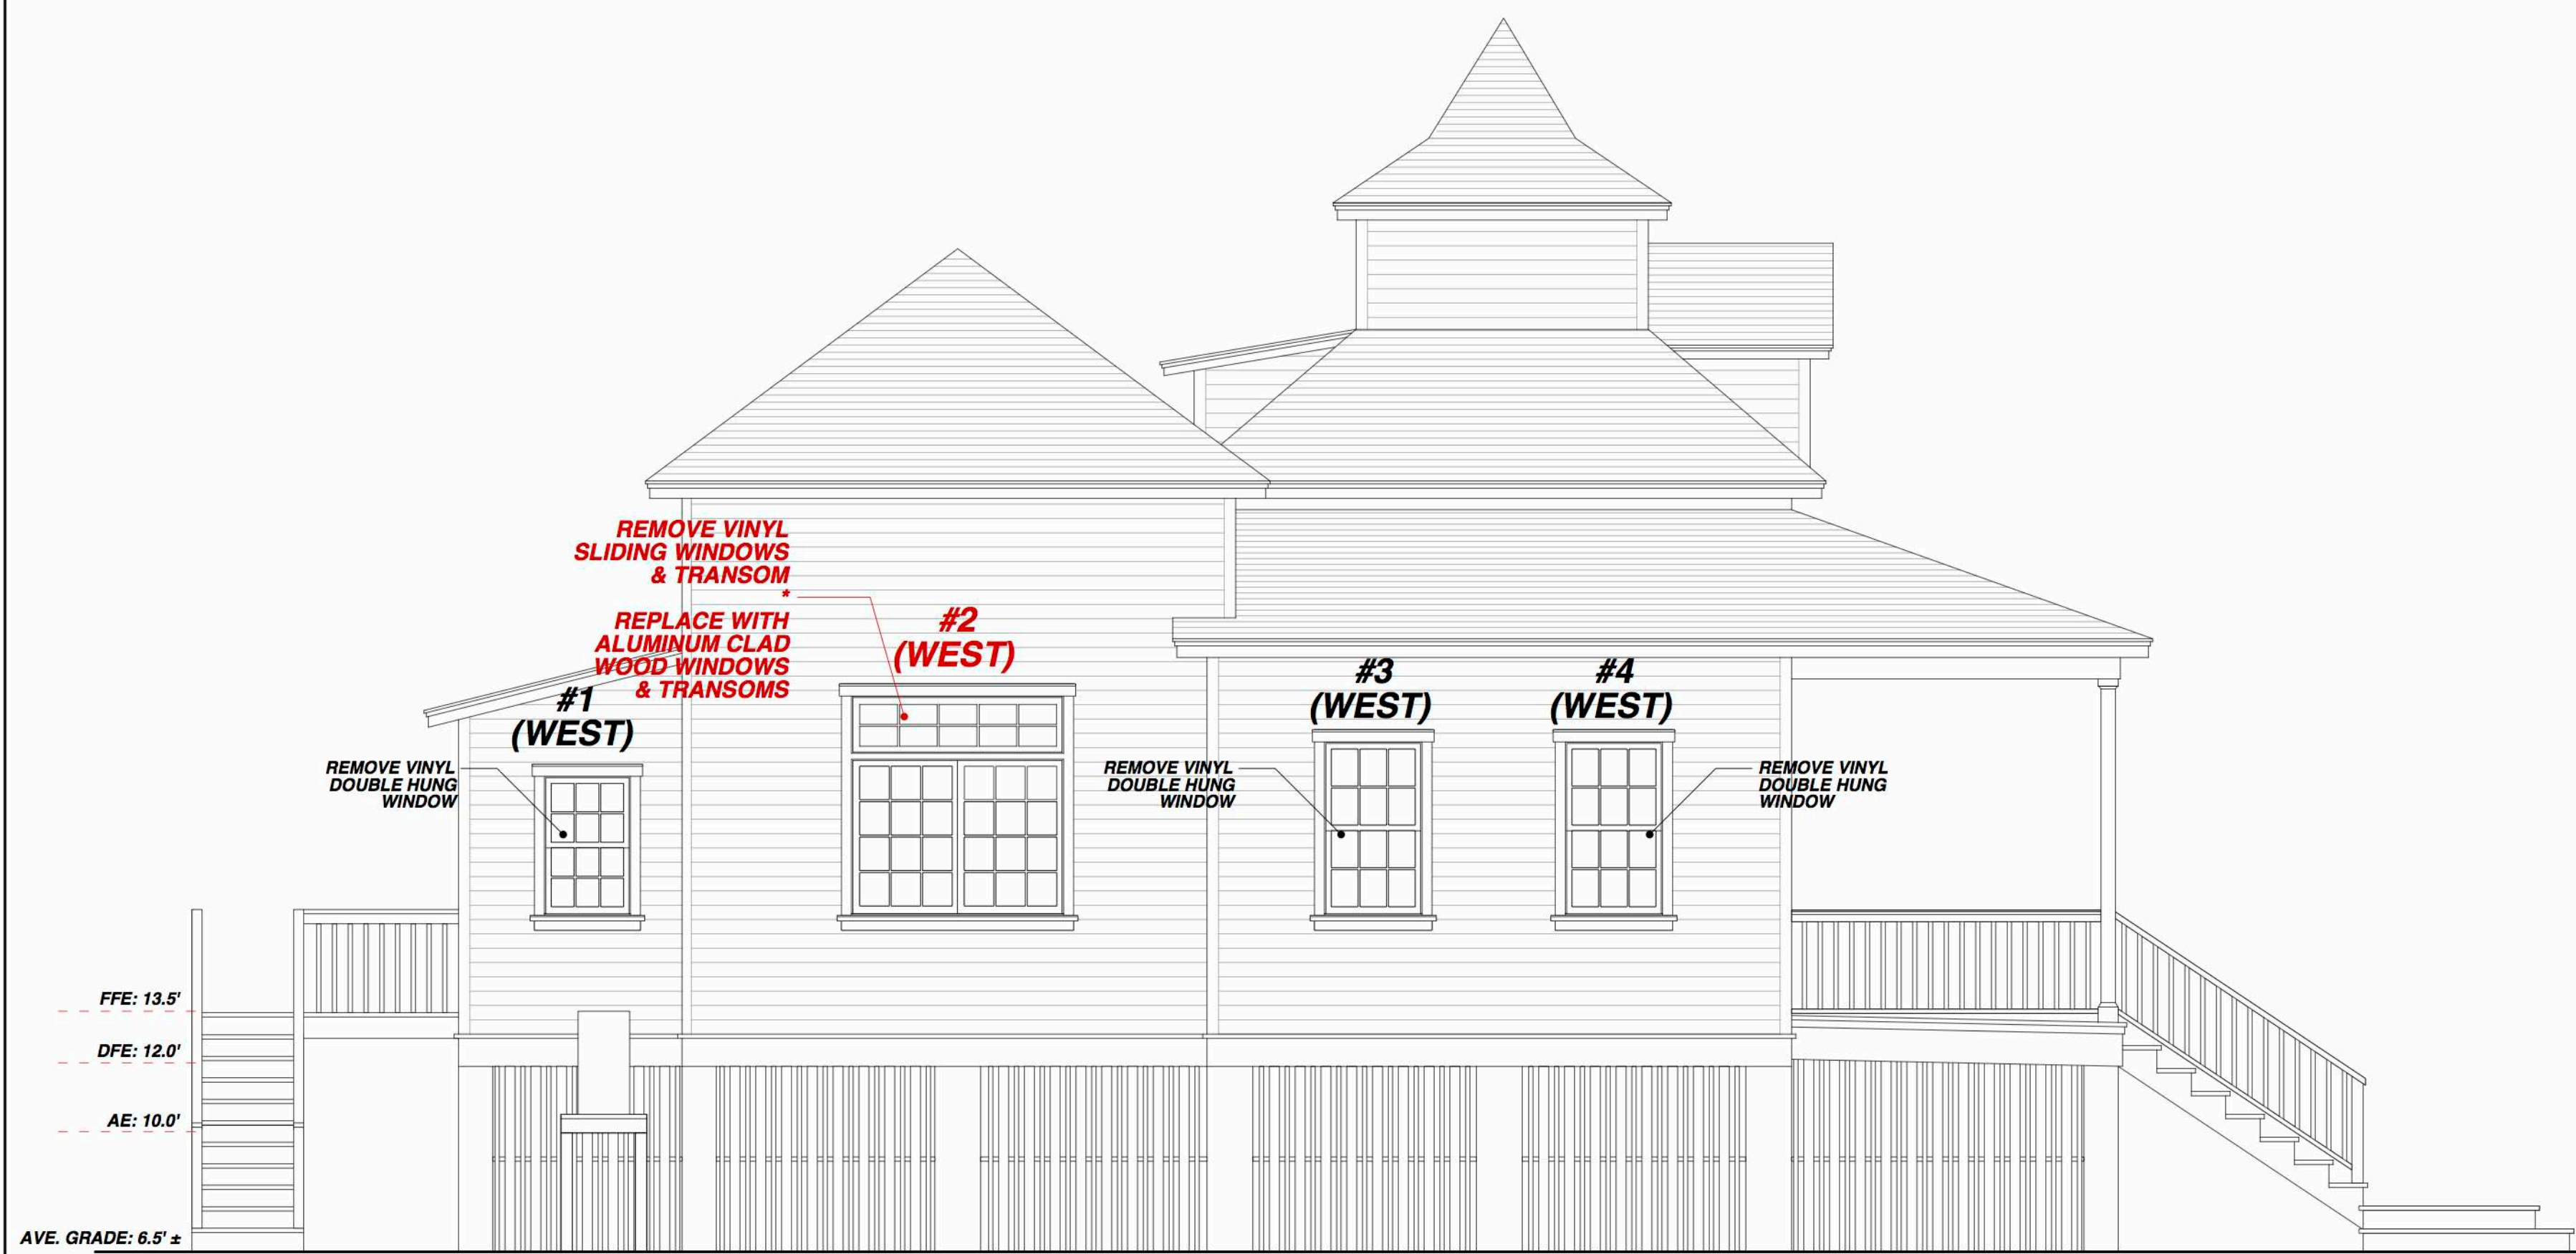 REMOVE VINYL
SLIDING WINDOWS
& TRANSOM
*
REPLACE WITH
ALUMINUM CLAD
WOOD WINDOWS
& TRANSOMS
#1
(WEST)
#2
(WEST)
#3
(WEST)
#4
(WEST)
REMOVE VINYL
DOUBLE HUNG
WINDOW
REMOVE VINYL
DOUBLE HUNG
WINDOW
REMOVE VINYL
DOUBLE HUNG
WINDOW
FFE: 13.5'
DFE: 12.0'
AE: 10.0'
AVE. GRADE: 6.5' ±